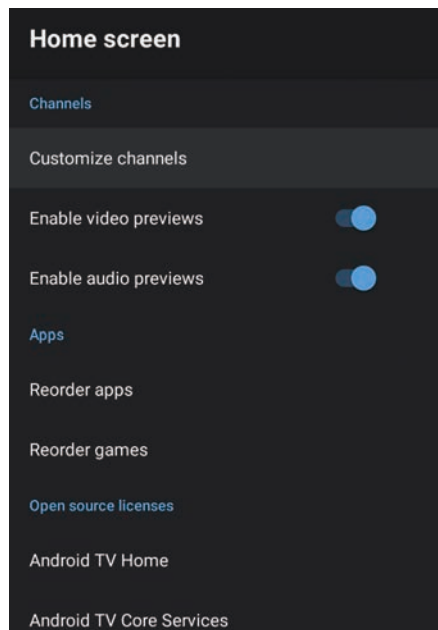 Home screen
Channels
Customize channels
Enable video previews
Enable audio previews
Apps
Reorder apps
Reorder games
Open source licenses
Android TV Home
Android TV Core Services